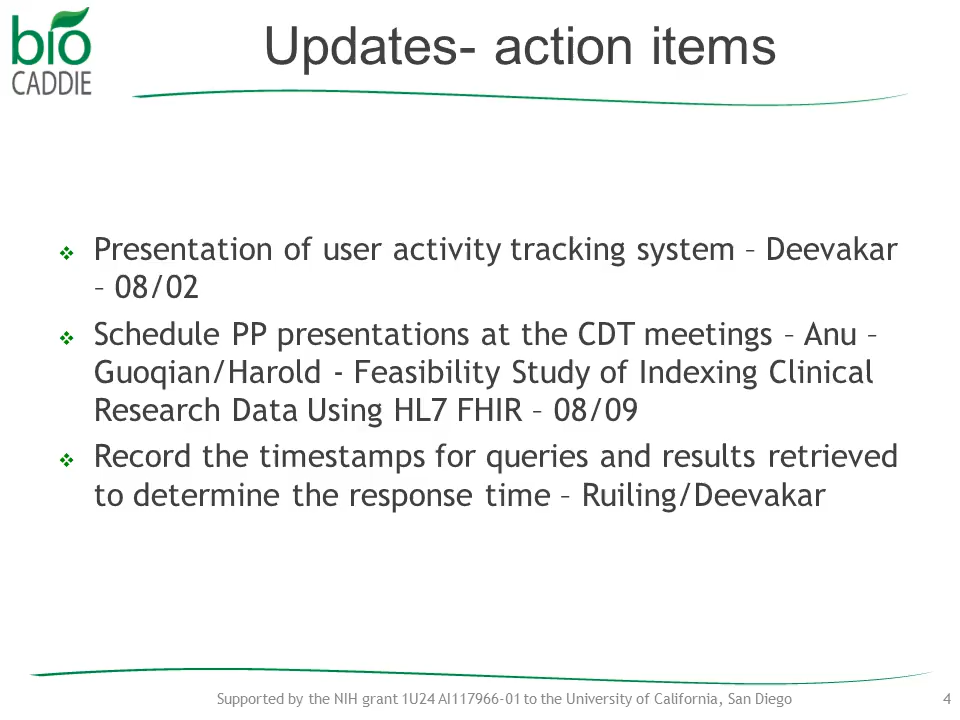 bio
CADDIE
Updates- action items
❖ Presentation of user activity tracking system – Deevakar
– 08/02
❖ Schedule PP presentations at the CDT meetings – Anu –
Guoqian/Harold - Feasibility Study of Indexing Clinical
Research Data Using HL7 FHIR – 08/09
❖ Record the timestamps for queries and results retrieved
to determine the response time – Ruiling/Deevakar
Supported by the NIH grant 1U24 AI117966-01 to the University of California, San Diego
4